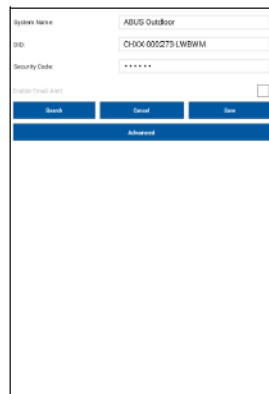 System Name: ABUS Outdoor
DID: CHXX-000273-LWBWM
Security Code: ••••••
Enable Email Alert
Search Cancel Save
Advanced